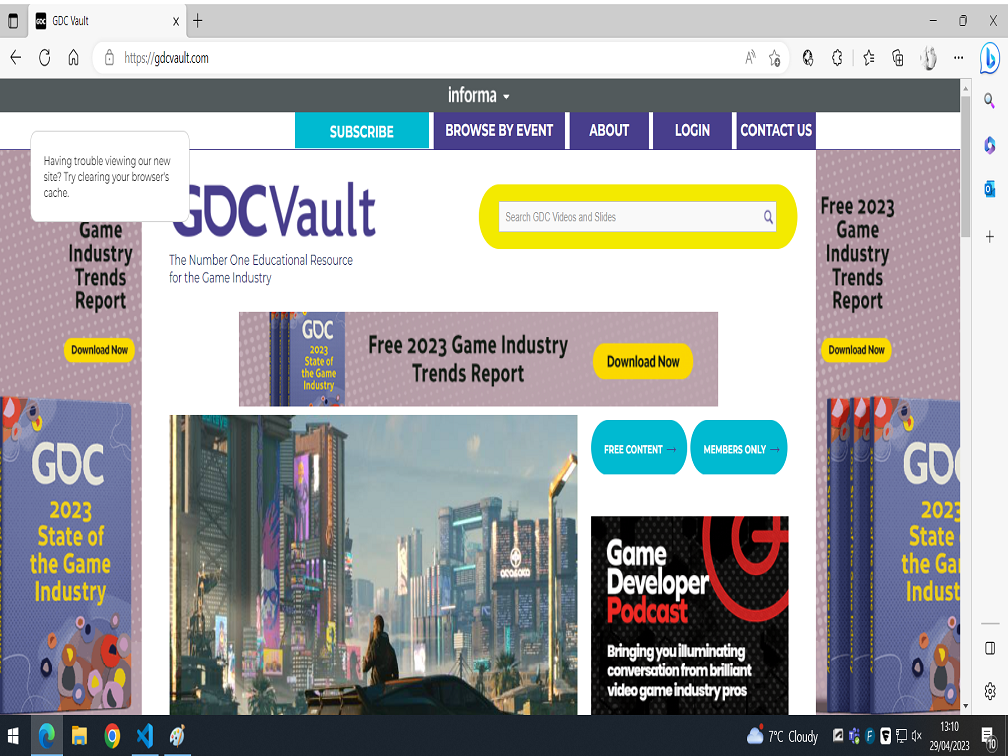 GDC Vault
https://gdcvault.com
informa
SUBSCRIBE
BROWSE BY EVENT
ABOUT
LOGIN
CONTACT US
Having trouble viewing our new
site? Try clearing your browser's
cache.
GDCVault
The Number One Educational Resource
for the Game Industry
Search GDC Videos and Slides
Game
Industry
Trends
Report
Download Now
GDC
2023
State of
the Game
Industry
Free 2023
Game
Industry
Trends
Report
Download Now
GDC
2023
State
the Ga
Indust
GDC
2023
State of
the Game
Industry
Free 2023 Game Industry
Trends Report
Download Now
FREE CONTENT →
MEMBERS ONLY →
ARASAKA
Game
Developer
Podcast
Bringing you illuminating
conversation from brilliant
video game industry pros
7°C Cloudy
13:10
29/04/2023
10